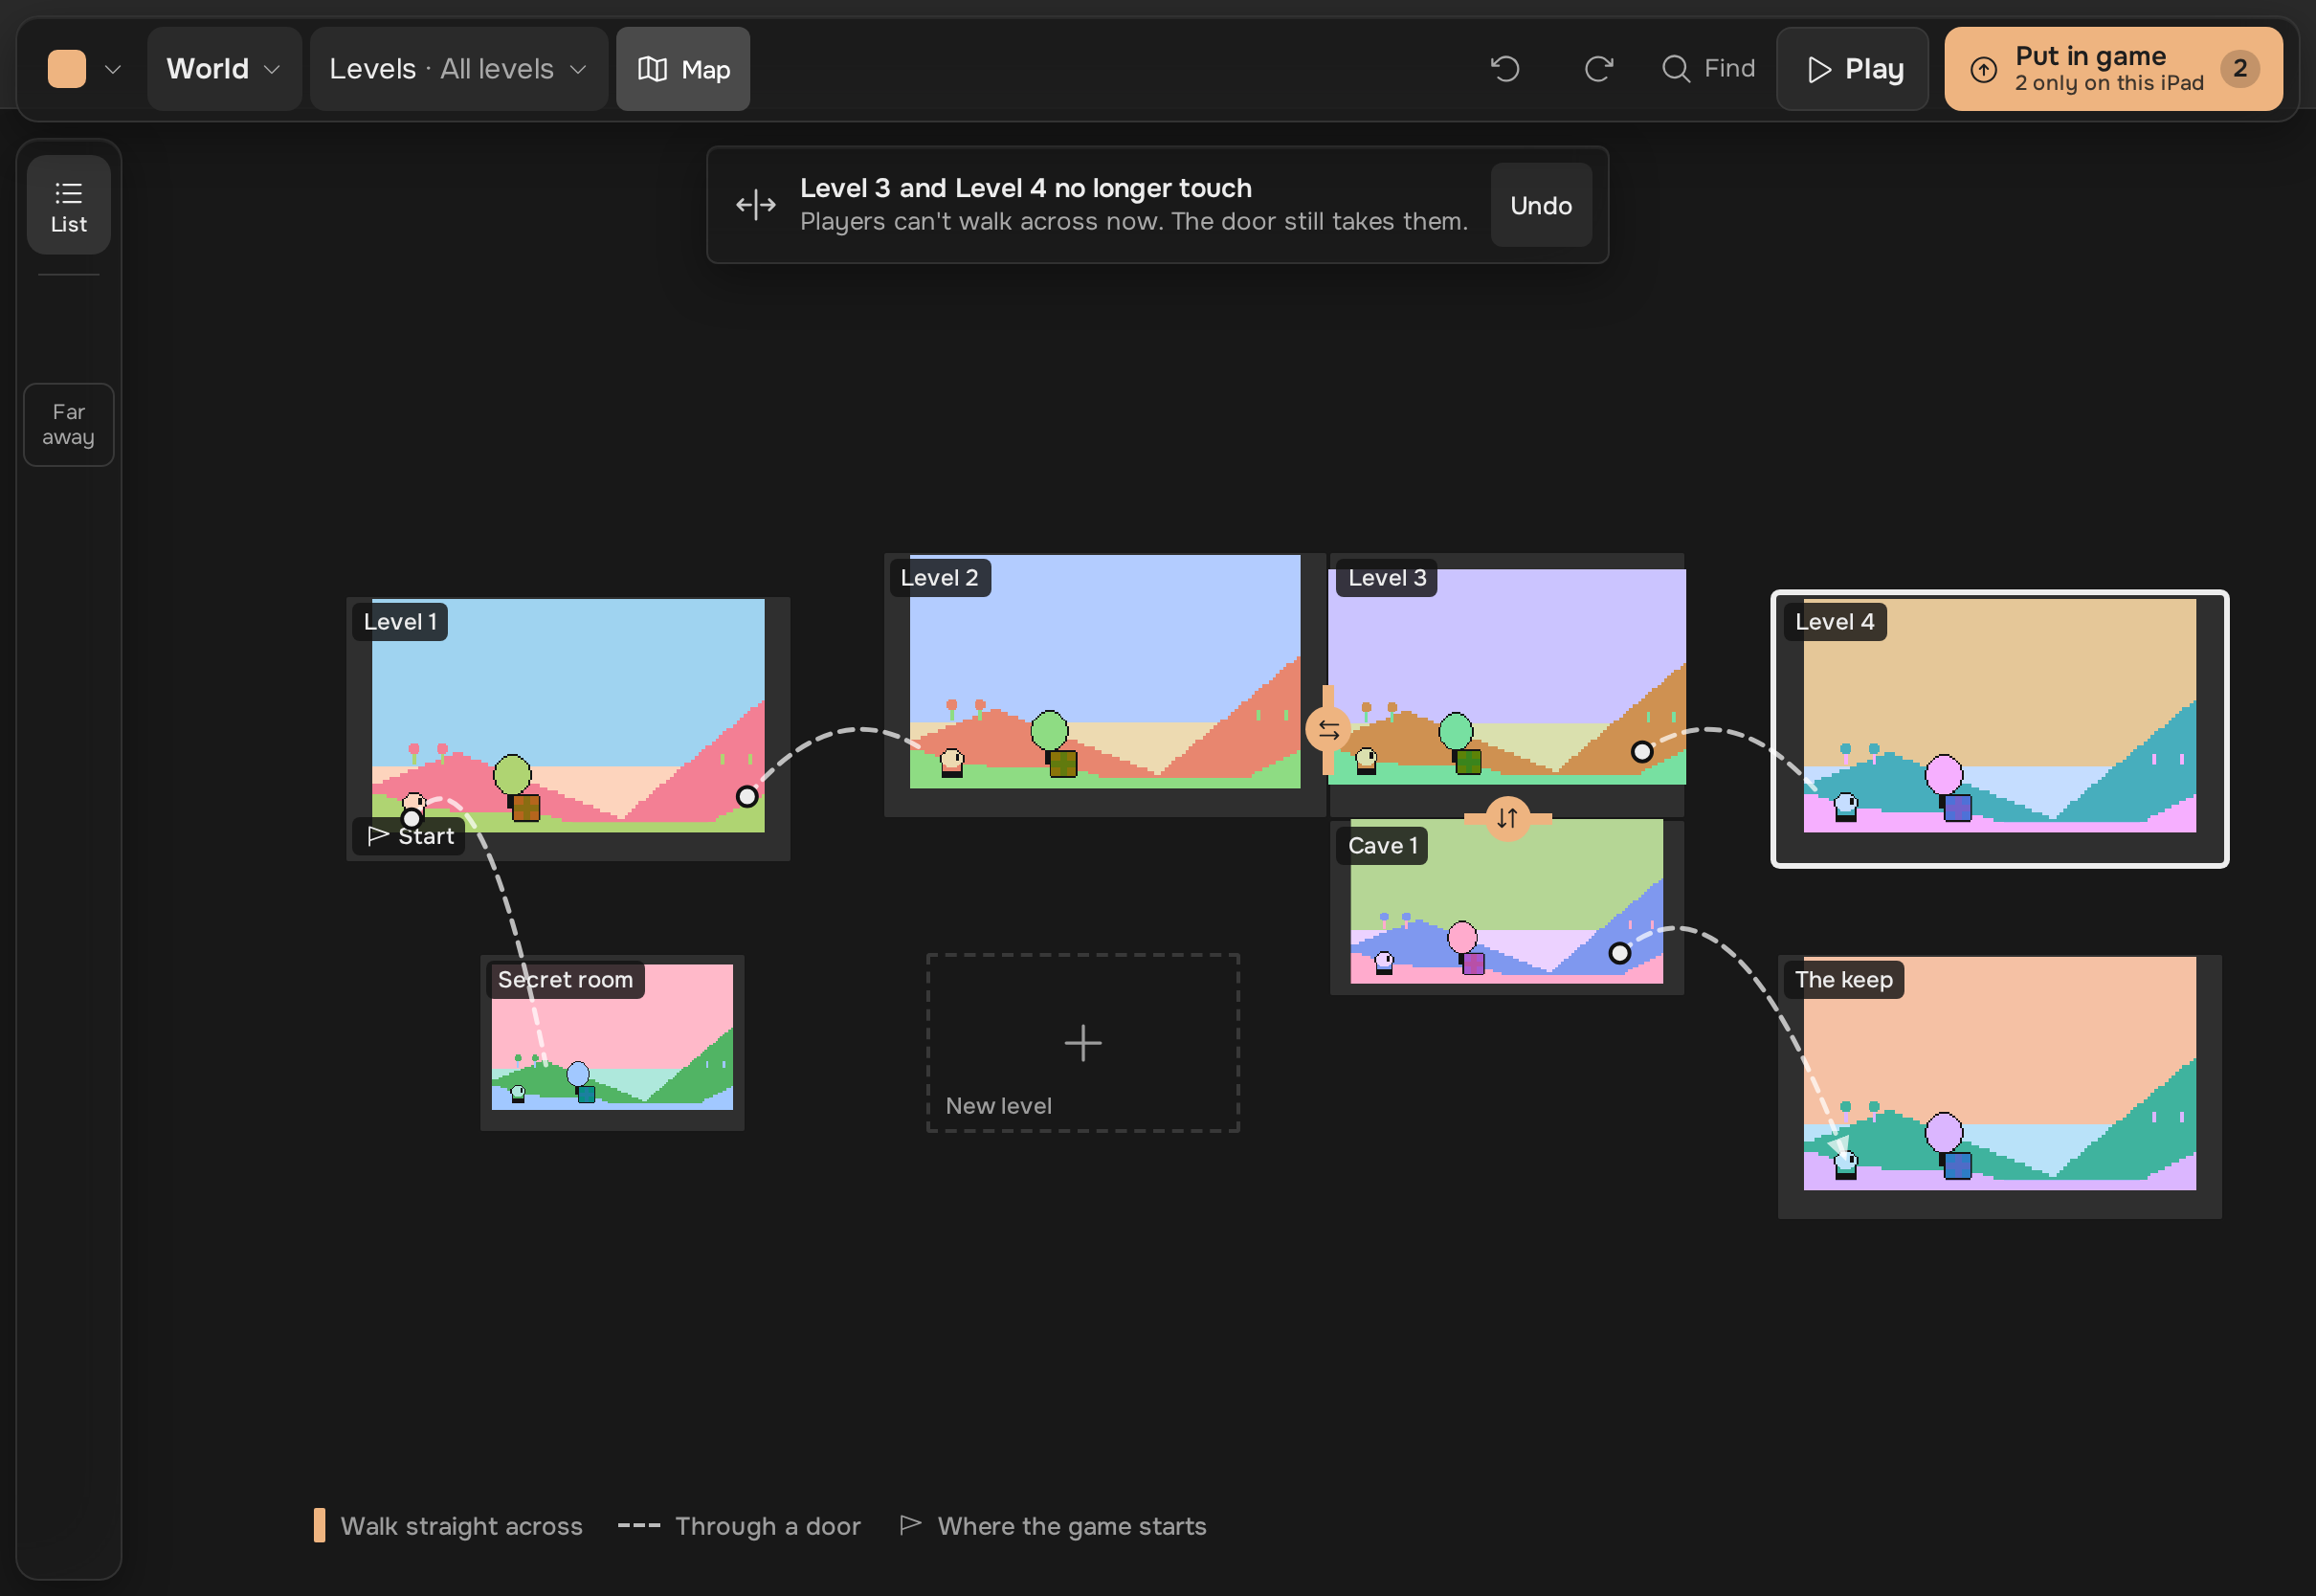 World
Levels · All levels
Map
Find
Play
Put in game
2 only on this iPad
2
List
Far
away
Level 3 and Level 4 no longer touch
Players can't walk across now. The door still takes them.
Undo
Level 1
Start
Level 2
Level 3
Level 4
Cave 1
Secret room
New level
The keep
Walk straight across
Through a door
Where the game starts